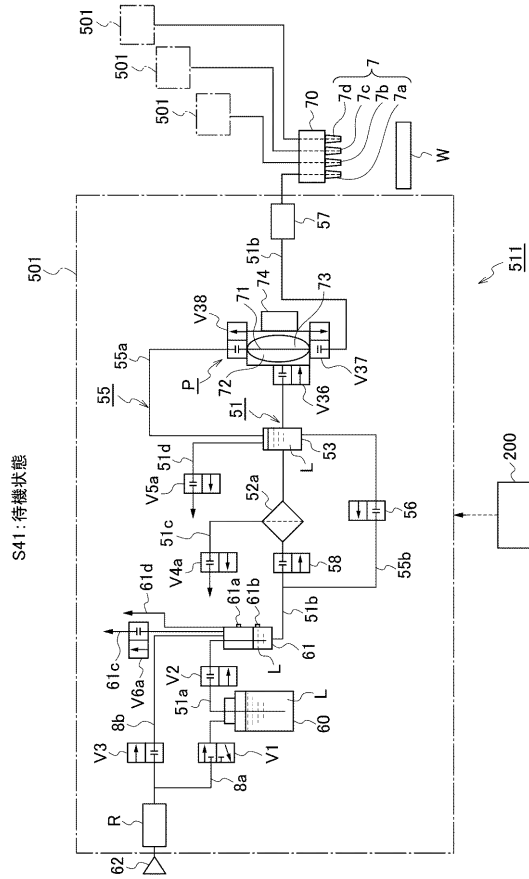 S41:待機状態
501
501
501
501
7
7d
7c
7b
7a
70
W
57
51b
511
V38
74
71
73
P
72
V37
V36
55a
55
51
53
L
51d
V5a
52a
51c
V4a
56
58
55b
200
61d
61a
61b
51b
61c
V6a
61
L
V2
51a
8b
L
60
V3
V1
8a
R
62